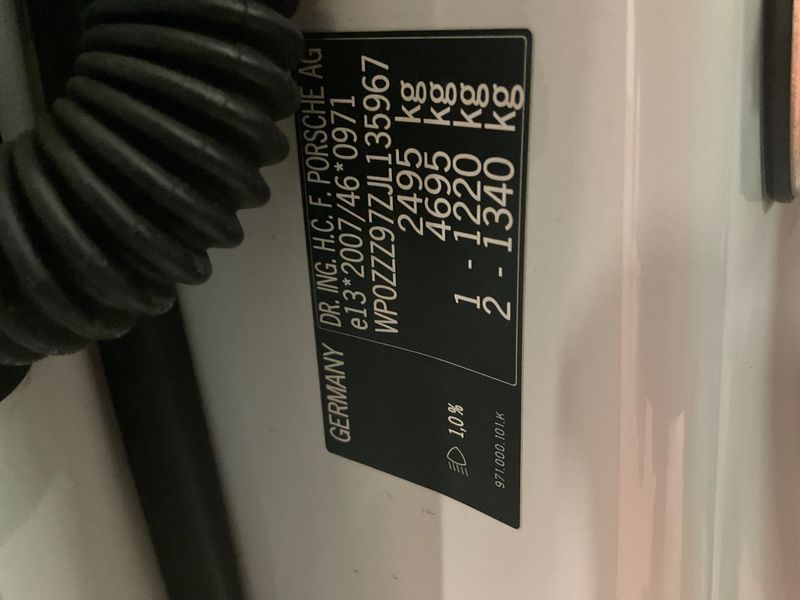 GERMANY DR. ING. H.C. F. PORSCHE AG
e13*2007/46*0971
WP0ZZZ97ZJL135967
2495 kg
4695 kg
1 - 1220 kg
2 - 1340 kg
1,0%
971.000.101.K